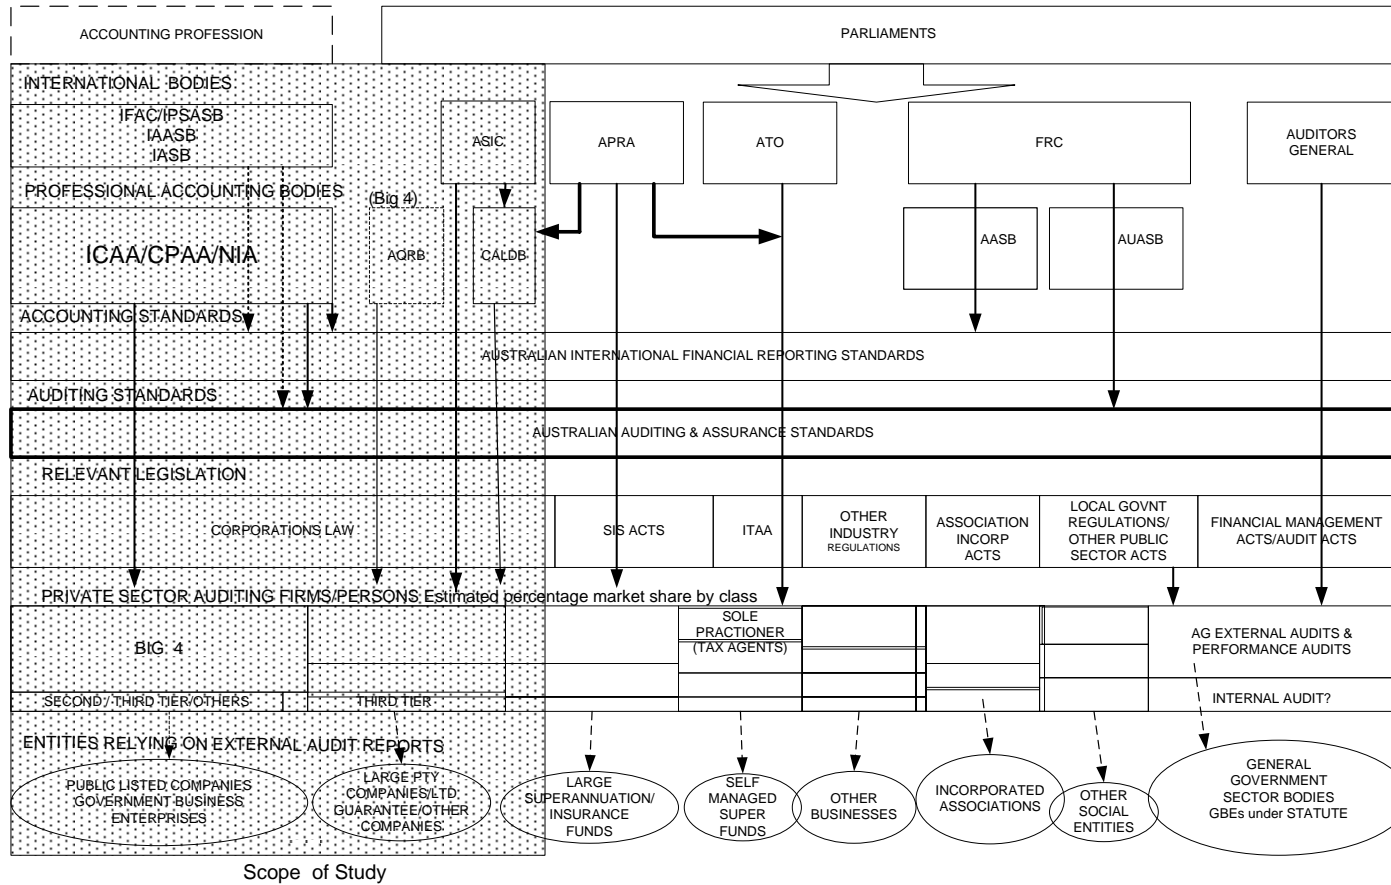 ACCOUNTING PROFESSION
PARLIAMENTS
INTERNATIONAL BODIES
IFAC/IPSASB
IAASB
IASB
ASIC
APRA
ATO
FRC
AUDITORS
GENERAL
PROFESSIONAL ACCOUNTING BODIES
(Big 4)
ICAA/CPAA/NIA
AQRB
CALDB
AASB
AUASB
ACCOUNTING STANDARDS
AUSTRALIAN INTERNATIONAL FINANCIAL REPORTING STANDARDS
AUDITING STANDARDS
AUSTRALIAN AUDITING & ASSURANCE STANDARDS
RELEVANT LEGISLATION
CORPORATIONS LAW
SIS ACTS
ITAA
OTHER
INDUSTRY
REGULATIONS
ASSOCIATION
INCORP
ACTS
LOCAL GOVNT
REGULATIONS/
OTHER PUBLIC
SECTOR ACTS
FINANCIAL MANAGEMENT
ACTS/AUDIT ACTS
PRIVATE SECTOR AUDITING FIRMS/PERSONS Estimated percentage market share by class
BIG 4
SOLE
PRACTIONER
(TAX AGENTS)
AG EXTERNAL AUDITS &
PERFORMANCE AUDITS
SECOND / THIRD TIER/OTHERS
THIRD TIER
INTERNAL AUDIT?
ENTITIES RELYING ON EXTERNAL AUDIT REPORTS
PUBLIC LISTED COMPANIES
GOVERNMENT BUSINESS
ENTERPRISES
LARGE PTY
COMPANIES/LTD
GUARANTEE/OTHER
COMPANIES
LARGE
SUPERANNUATION/
INSURANCE
FUNDS
SELF
MANAGED
SUPER
FUNDS
OTHER
BUSINESSES
INCORPORATED
ASSOCIATIONS
OTHER
SOCIAL
ENTITIES
GENERAL
GOVERNMENT
SECTOR BODIES
GBEs under STATUTE
Scope of Study